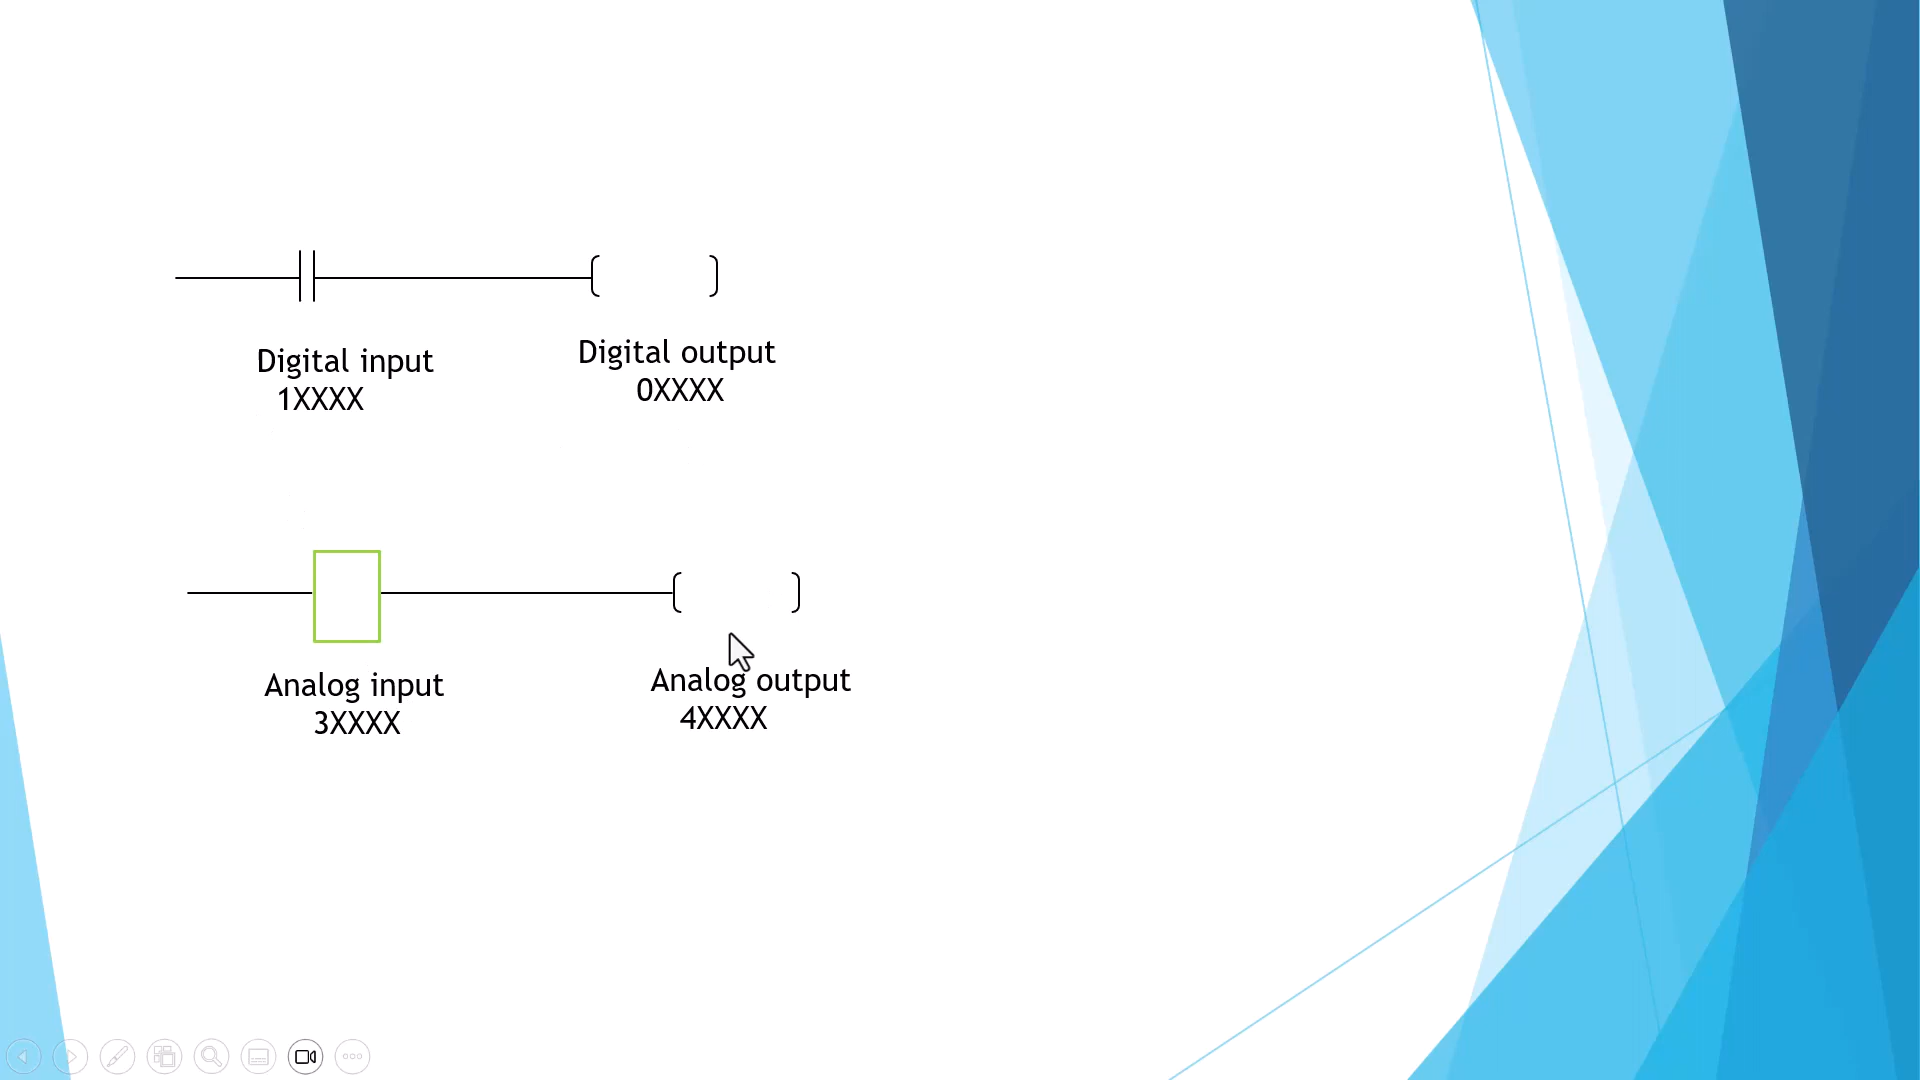 Digital input
1XXXX
Digital output
0XXXX
Analog input
3XXXX
Analog output
4XXXX